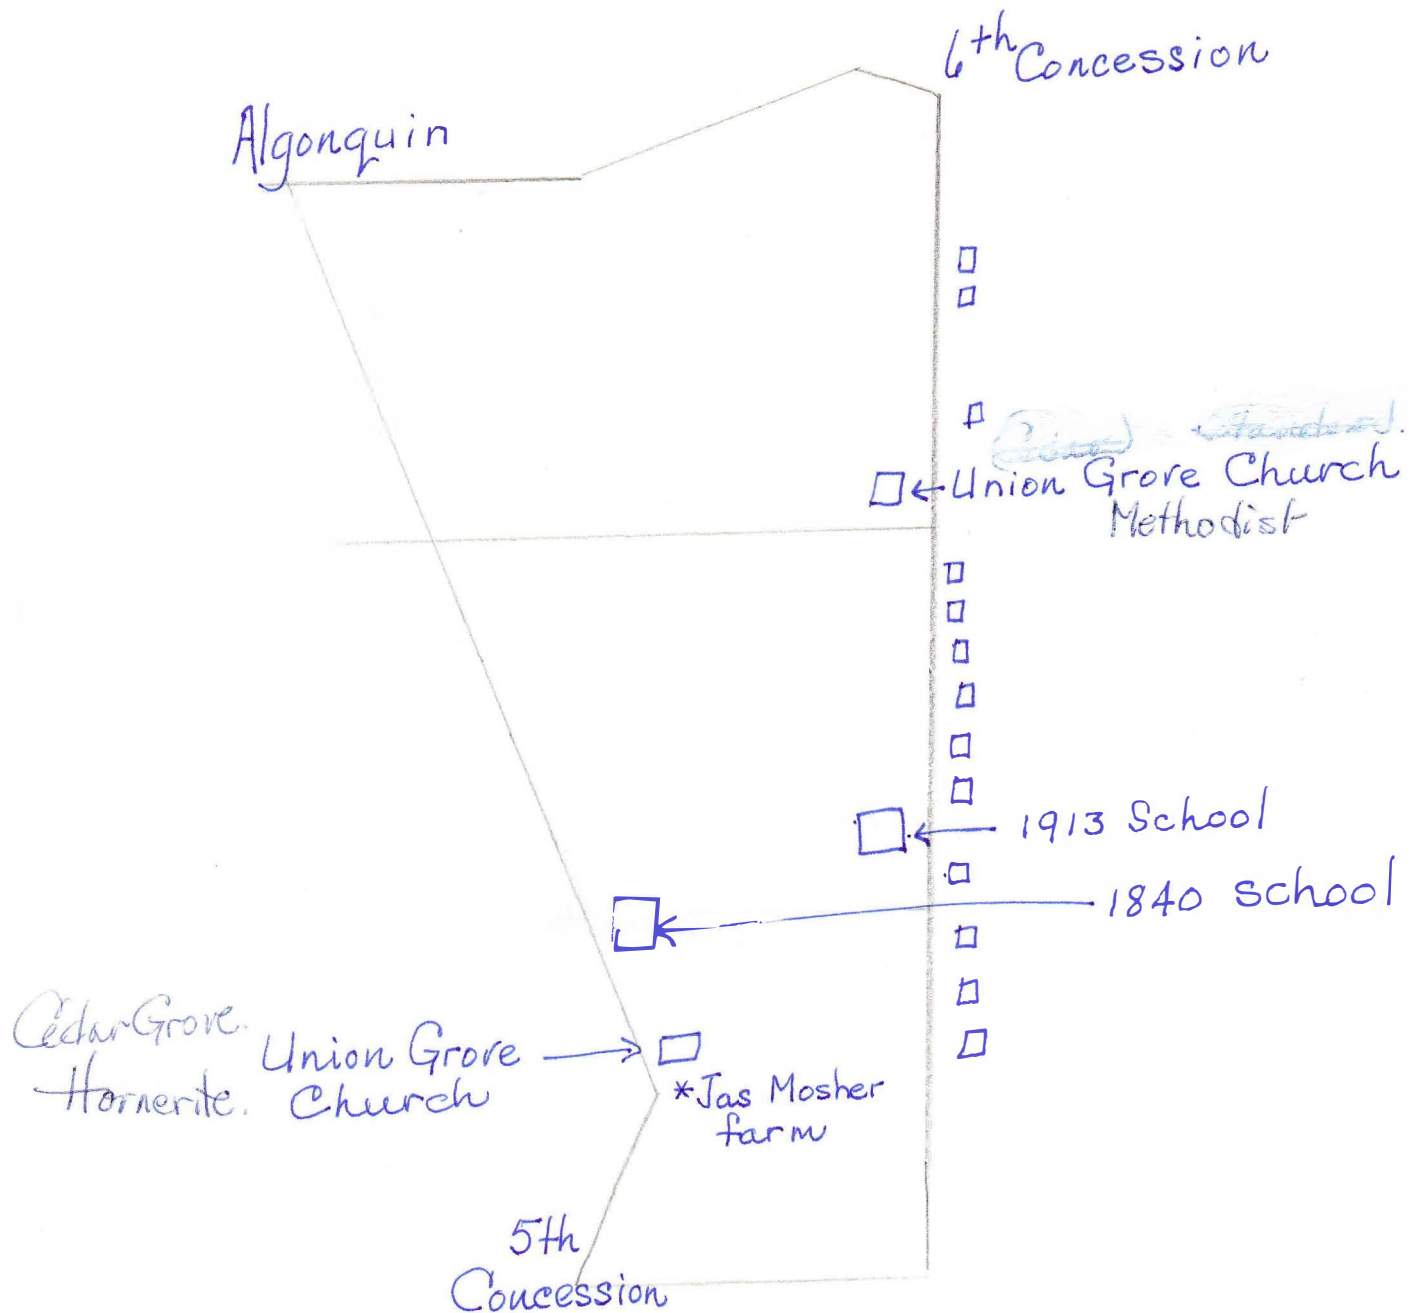 6th Concession
Algonquin
Union Grove Church
Methodist
1913 School
1840 School
Cedar Grove.
Hornerite.
Union Grove
Church
*Jas Mosher
farm
5th
Concession